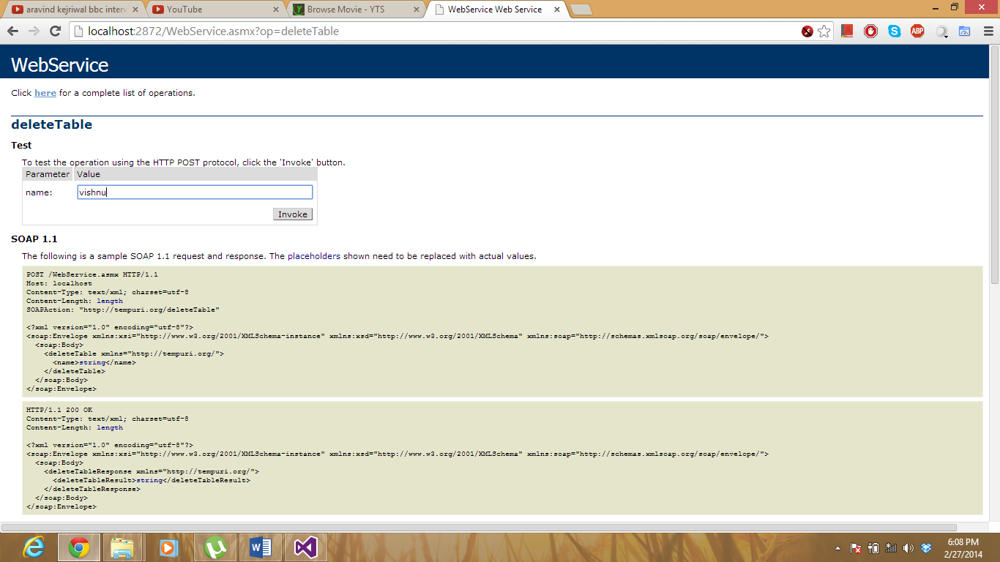 aravind kejriwal bbc interv
YouTube
Browse Movie - YTS
WebService Web Service
localhost:2872/WebService.asmx?op=deleteTable
ABP
WebService
Click here for a complete list of operations.
deleteTable
Test
To test the operation using the HTTP POST protocol, click the 'Invoke' button.
Parameter Value
name: vishnu
Invoke
SOAP 1.1
The following is a sample SOAP 1.1 request and response. The placeholders shown need to be replaced with actual values.
POST /WebService.asmx HTTP/1.1
Host: localhost
Content-Type: text/xml; charset=utf-8
Content-Length: length
SOAPAction: "http://tempuri.org/deleteTable"
<?xml version="1.0" encoding="utf-8"?>
<soap:Envelope xmlns:xsi="http://www.w3.org/2001/XMLSchema-instance" xmlns:xsd="http://www.w3.org/2001/XMLSchema" xmlns:soap="http://schemas.xmlsoap.org/soap/envelope/">
<soap:Body>
<deleteTable xmlns="http://tempuri.org/">
<name>string</name>
</deleteTable>
</soap:Body>
</soap:Envelope>
HTTP/1.1 200 OK
Content-Type: text/xml; charset=utf-8
Content-Length: length
<?xml version="1.0" encoding="utf-8"?>
<soap:Envelope xmlns:xsi="http://www.w3.org/2001/XMLSchema-instance" xmlns:xsd="http://www.w3.org/2001/XMLSchema" xmlns:soap="http://schemas.xmlsoap.org/soap/envelope/">
<soap:Body>
<deleteTableResponse xmlns="http://tempuri.org/">
<deleteTableResult>string</deleteTableResult>
</deleteTableResponse>
</soap:Body>
</soap:Envelope>
6:08 PM
2/27/2014